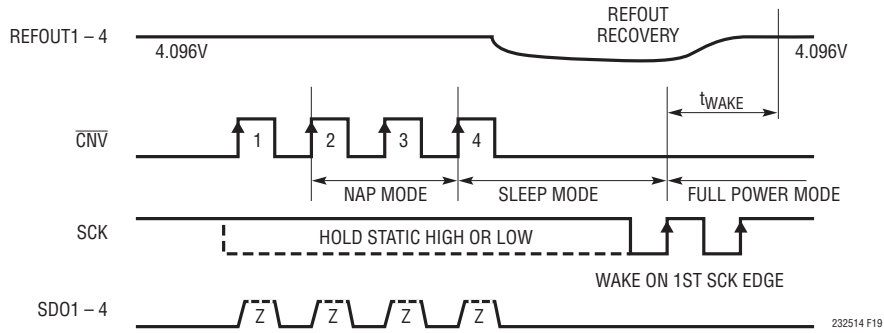 REFOUT
RECOVERY
REFOUT1 – 4
4.096V
4.096V
tWAKE
CNV
1
2
3
4
NAP MODE
SLEEP MODE
FULL POWER MODE
SCK
HOLD STATIC HIGH OR LOW
WAKE ON 1ST SCK EDGE
SDO1 – 4
Z
Z
Z
Z
232514 F19